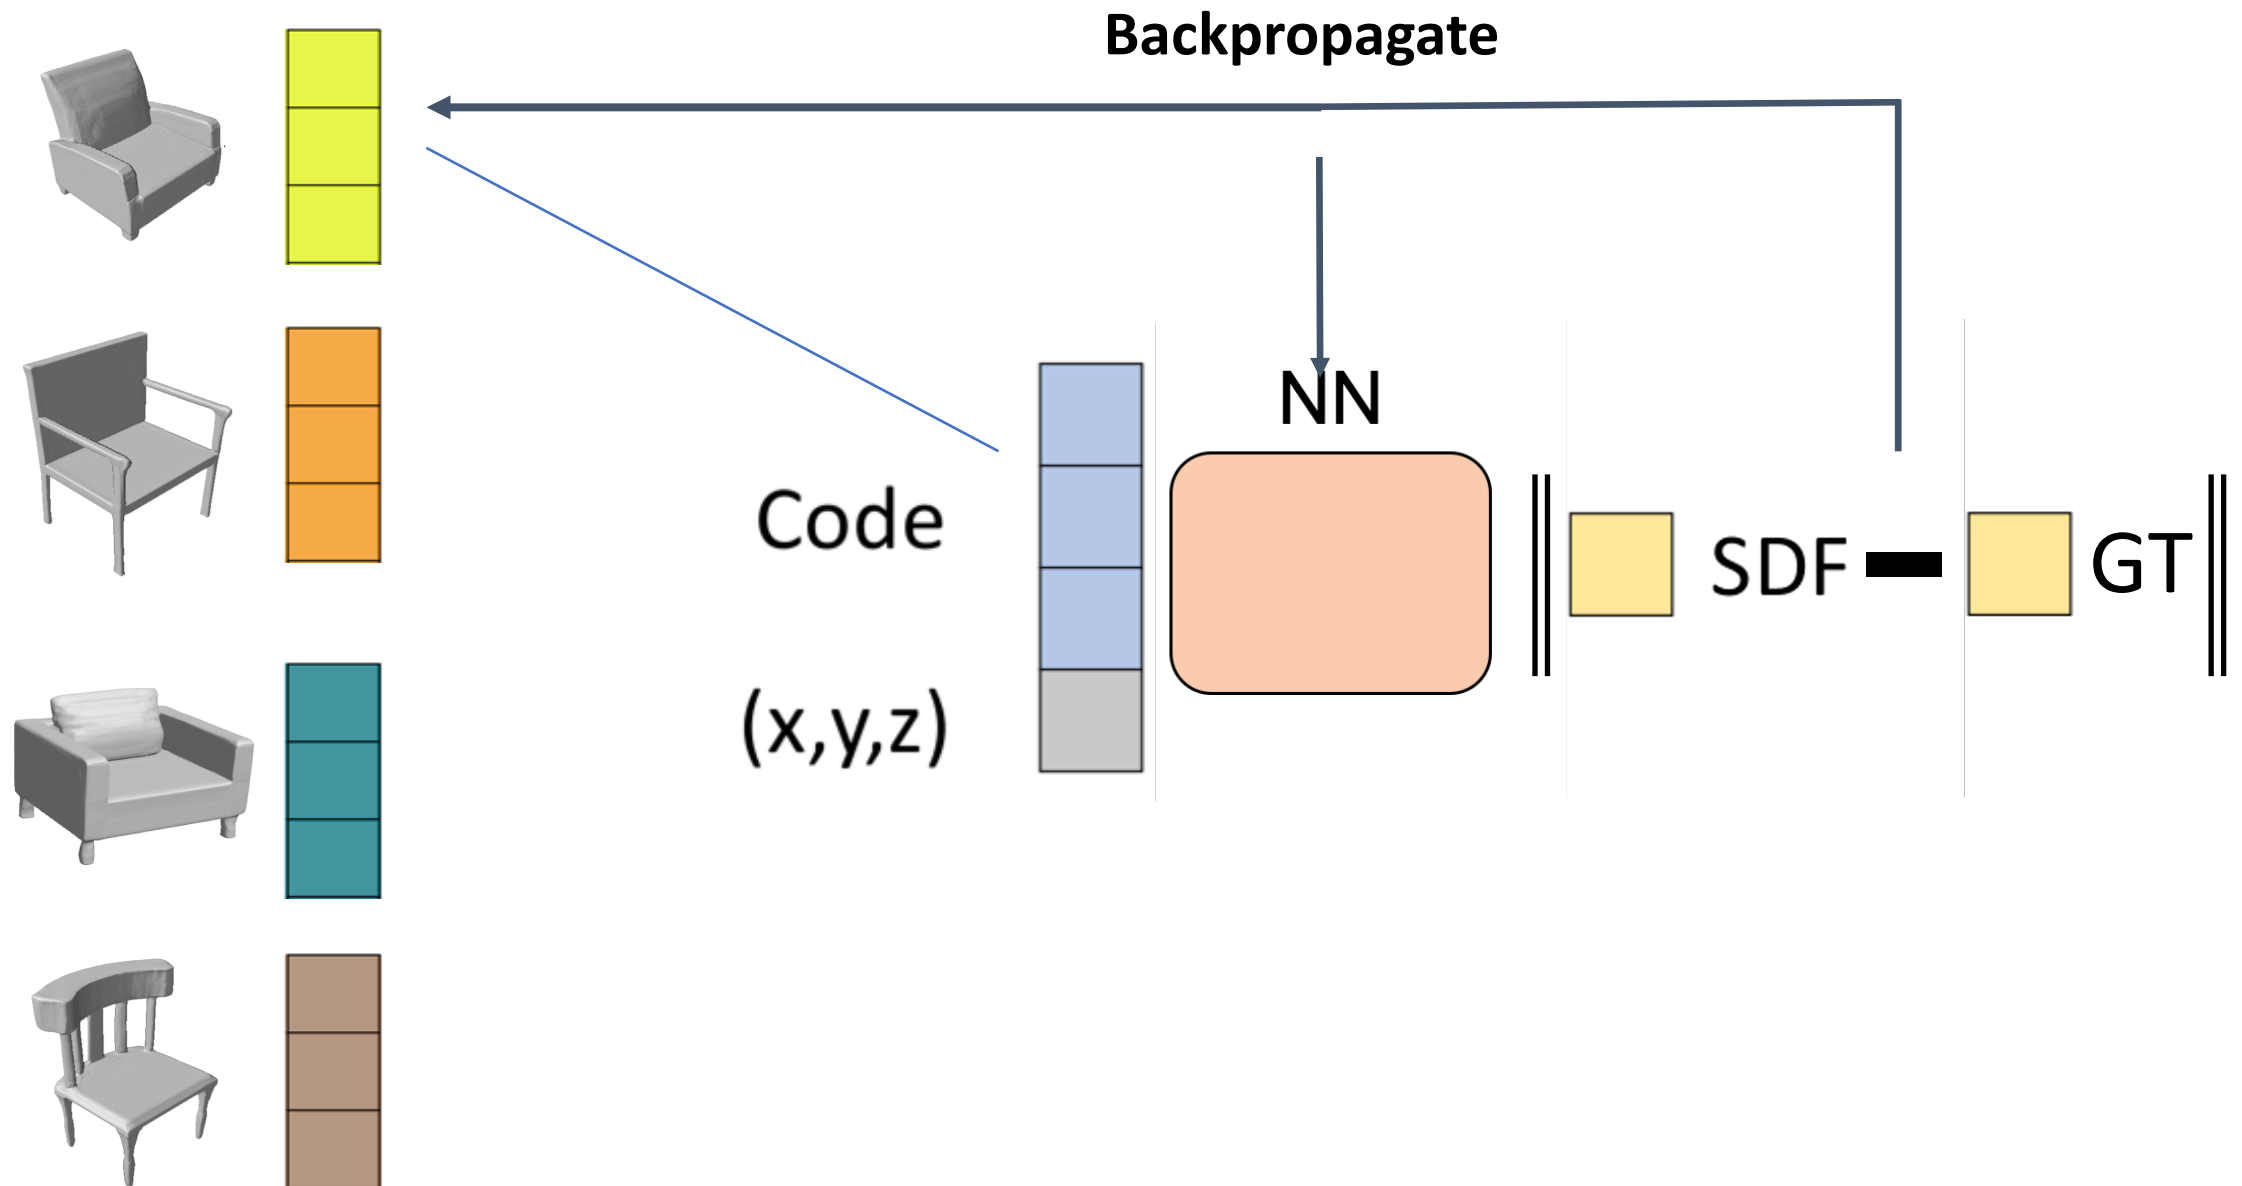 Backpropagate
NN
Code
SDF
GT
(x,y,z)